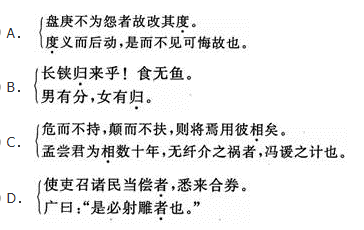 A.
盘庚不为怨者故改其度。
度义而后动，是而不见可悔故也。
B.
长铗归来乎！食无鱼。
男有分，女有归。
C.
危而不持，颠而不扶，则将焉用彼相矣。
孟尝君为相数十年，无纤介之祸者，冯谖之计也。
D.
使吏召诸民当偿者，悉来合券。
广曰：“是必射雕者也。”